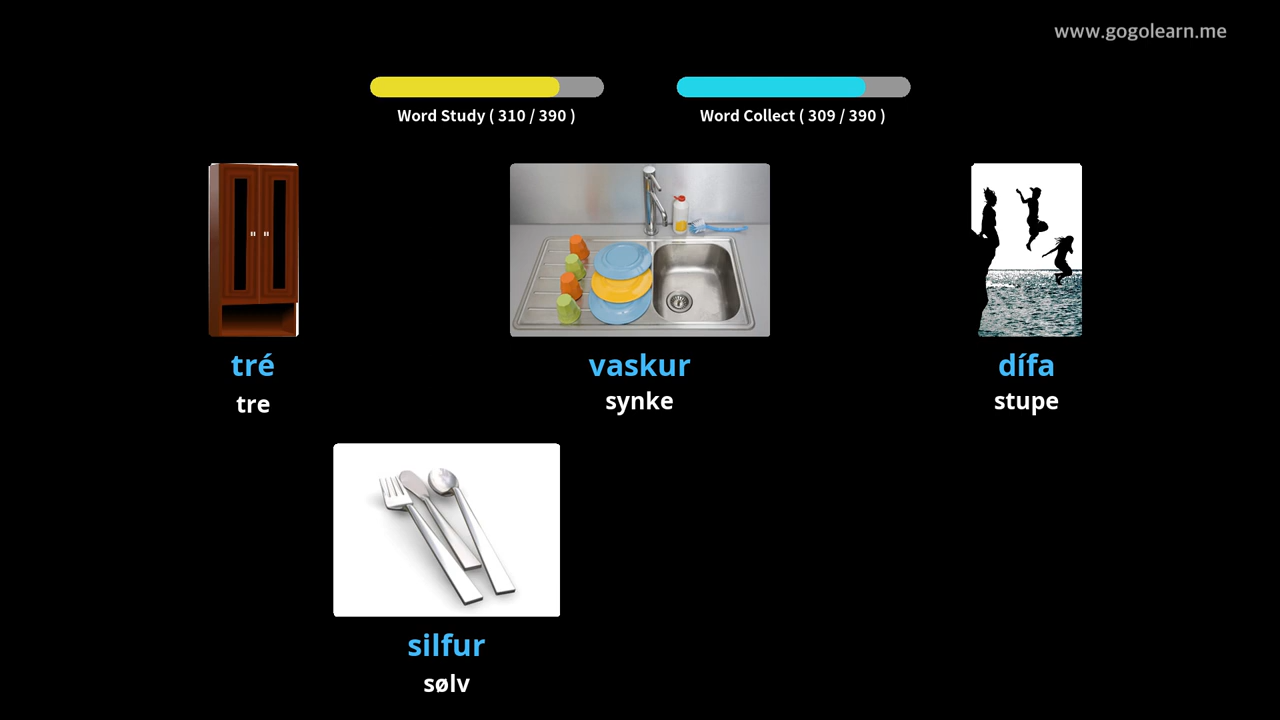 www.gogolearn.me
Word Study ( 310 / 390 )
Word Collect ( 309 / 390 )
tré
tre
vaskur
synke
dífa
stupe
silfur
sølv